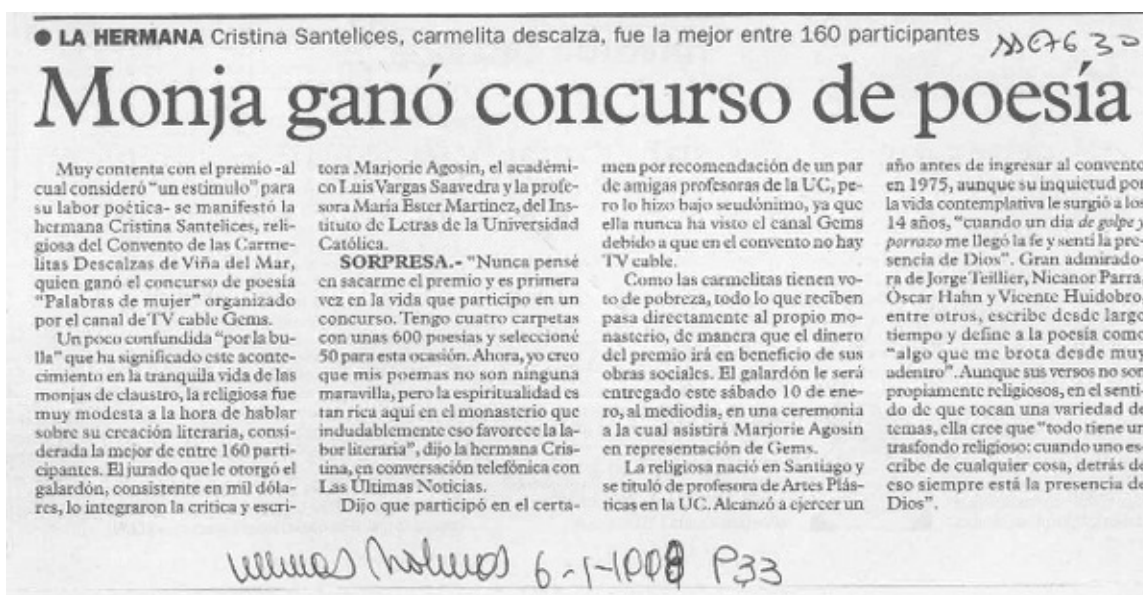 ● LA HERMANA Cristina Santelices, carmelita descalza, fue la mejor entre 160 participantes
Monja ganó concurso de poesía
Muy contenta con el premio -al
cual consideró "un estimulo" para
su labor poética- se manifestó la
hermana Cristina Santelices, reli-
giosa del Convento de las Carme-
litas Descalzas de Viña del Mar,
quien ganó el concurso de poesía
"Palabras de mujer" organizado
por el canal de TV cable Gems.
Un poco confundida "por la bu-
lla" que ha significado este aconte-
cimiento en la tranquila vida de las
monjas de claustro, la religiosa fue
muy modesta a la hora de hablar
sobre su creación literaria, consi-
derada la mejor de entre 160 parti-
cipantes. El jurado que le otorgó el
galardón, consistente en mil dóla-
res, lo integraron la crítica y escri-
tora Marjorie Agosin, el académi-
co Luis Vargas Saavedra y la profe-
sora María Ester Martínez, del Ins-
tituto de Letras de la Universidad
Católica.
SORPRESA.- "Nunca pensé
en sacarme el premio y es primera
vez en la vida que participo en un
concurso. Tengo cuatro carpetas
con unas 600 poesías y seleccioné
50 para esta ocasión. Ahora, yo creo
que mis poemas no son ninguna
maravilla, pero la espiritualidad es
tan rica aquí en el monasterio que
indudablemente eso favorece la la-
bor literaria", dijo la hermana Cris-
tina, en conversación telefónica con
Las Últimas Noticias.
Dijo que participó en el certa-
men por recomendación de un par
de amigas profesoras de la UC, pe-
ro lo hizo bajo seudónimo, ya que
ella nunca ha visto el canal Gems
debido a que en el convento no hay
TV cable.
Como las carmelitas tienen vo-
to de pobreza, todo lo que reciben
pasa directamente al propio mo-
nasterio, de manera que el dinero
del premio irá en beneficio de sus
obras sociales. El galardón le será
entregado este sábado 10 de ene-
ro, al mediodía, en una ceremonia
a la cual asistirá Marjorie Agosin
en representación de Gems.
La religiosa nació en Santiago y
se tituló de profesora de Artes Plás-
ticas en la UC. Alcanzó a ejercer un
año antes de ingresar al convento
en 1975, aunque su inquietud por
la vida contemplativa le surgió a los
14 años, "cuando un día de golpe y
porrazo me llegó la fe y sentí la pre-
sencia de Dios". Gran admirado-
ra de Jorge Teillier, Nicanor Parra,
Óscar Hahn y Vicente Huidobro,
entre otros, escribe desde largo
tiempo y define a la poesía como
"algo que me brota desde muy
adentro". Aunque sus versos no son
propiamente religiosos, en el senti-
do de que tocan una variedad de
temas, ella cree que "todo tiene un
trasfondo religioso: cuando uno es-
cribe de cualquier cosa, detrás de
eso siempre está la presencia de
Dios".
6-1-1998 P33